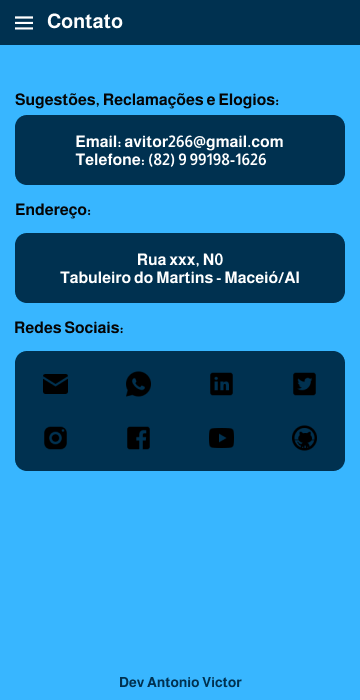 Contato
Sugestões, Reclamações e Elogios:
Email: avitor266@gmail.com
Telefone: (82) 9 99198-1626
Endereço:
Rua xxx, N0
Tabuleiro do Martins - Maceió/Al
Redes Sociais:
Dev Antonio Victor